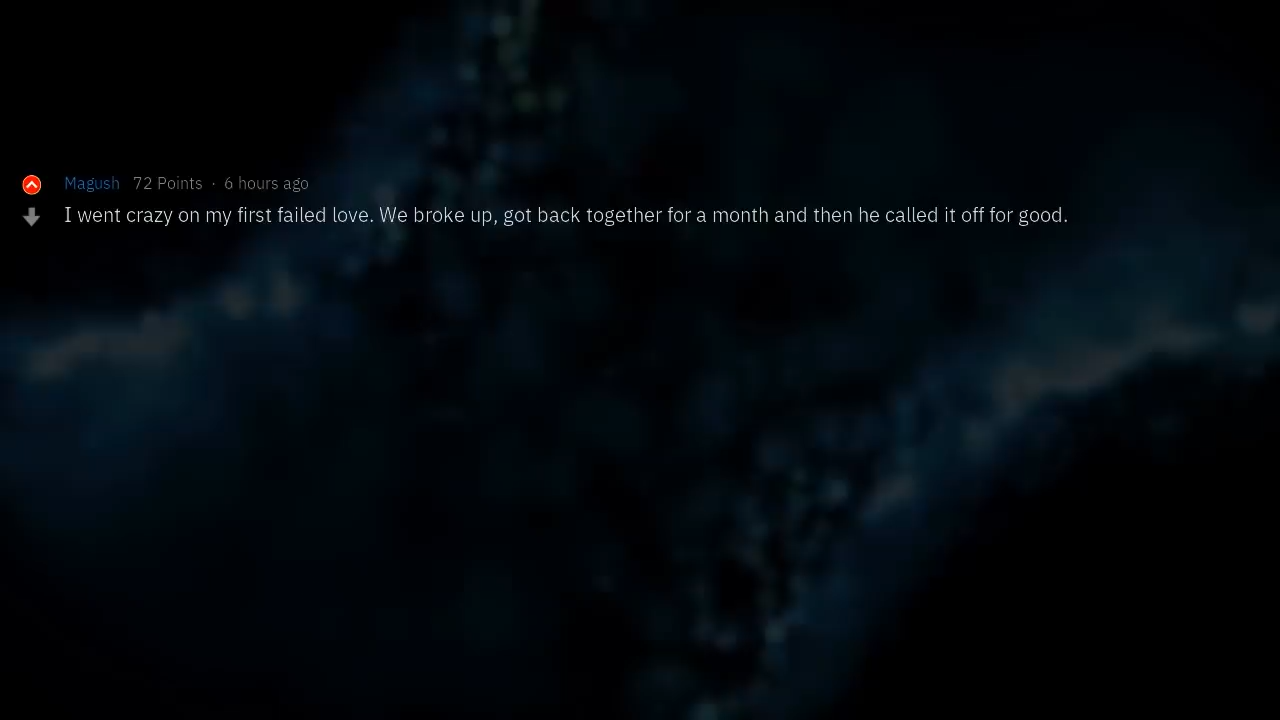 Magush 72 Points · 6 hours ago
I went crazy on my first failed love. We broke up, got back together for a month and then he called it off for good.